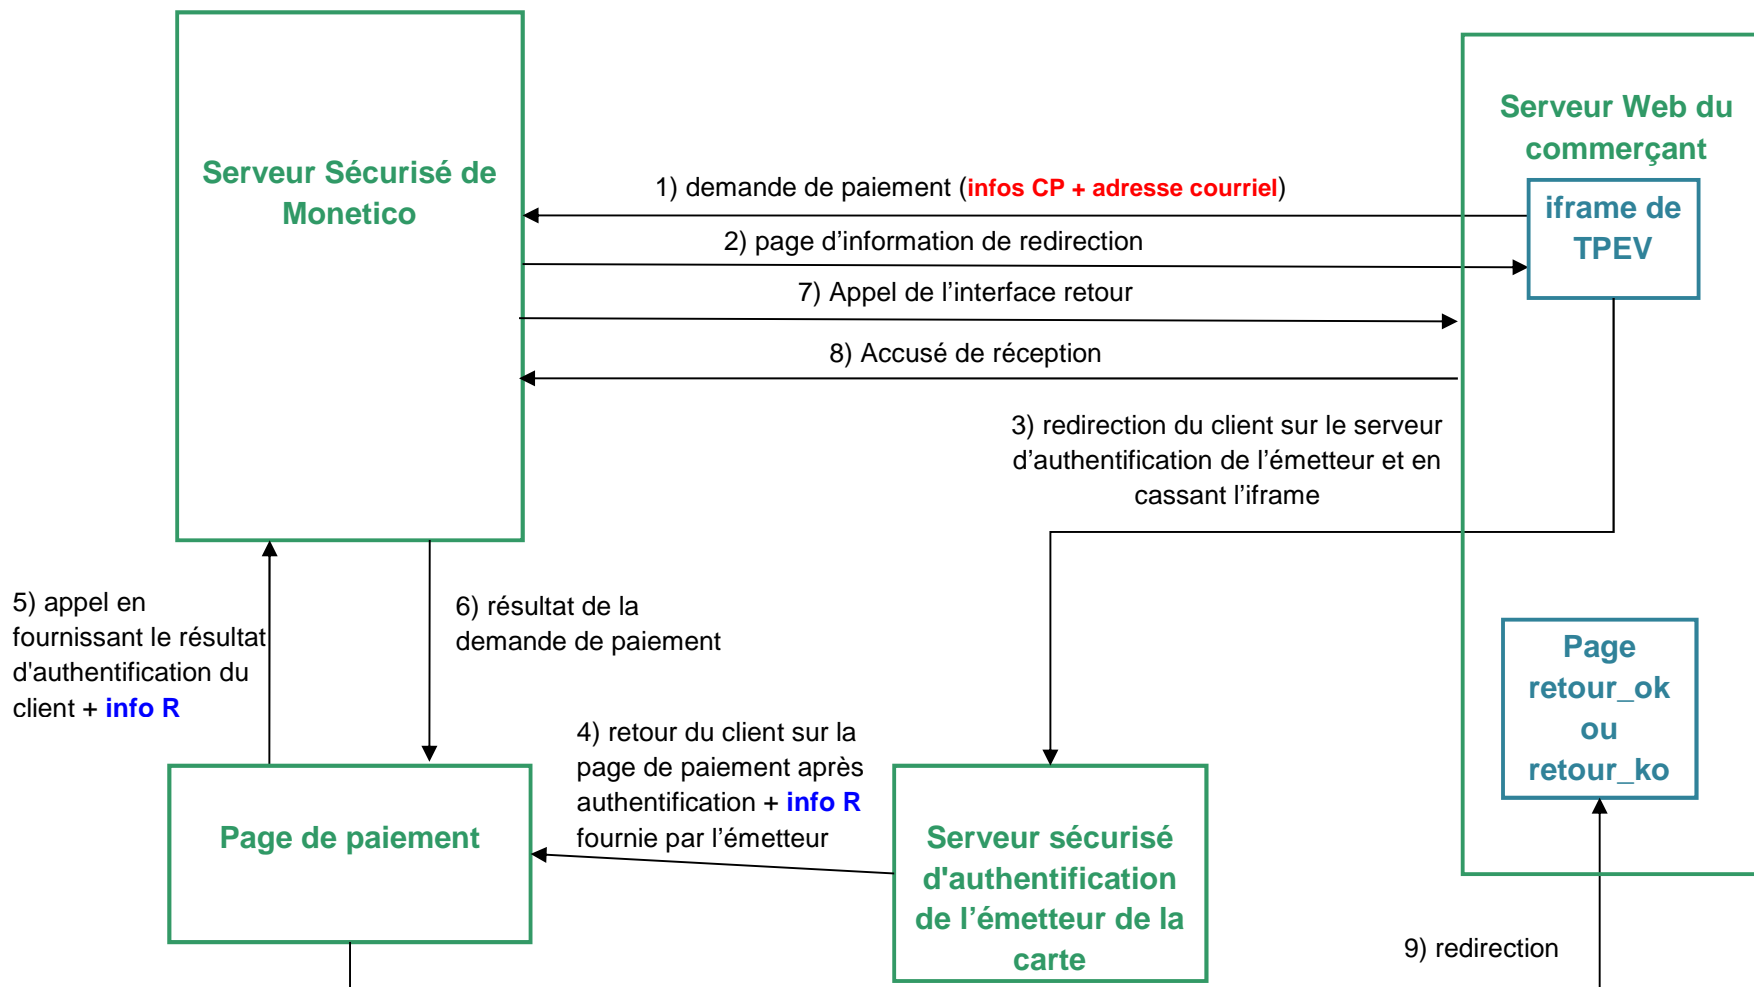 Serveur Sécurisé de
Monetico
Serveur Web du
commerçant
iframe de
TPEV
1) demande de paiement (infos CP + adresse courriel)
2) page d’information de redirection
7) Appel de l’interface retour
8) Accusé de réception
3) redirection du client sur le serveur
d’authentification de l’émetteur et en
cassant l’iframe
5) appel en
fournissant le résultat
d'authentification du
client + info R
6) résultat de la
demande de paiement
4) retour du client sur la
page de paiement après
authentification + info R
fournie par l’émetteur
Page
retour_ok
ou
retour_ko
Page de paiement
Serveur sécurisé
d'authentification
de l’émetteur de la
carte
9) redirection